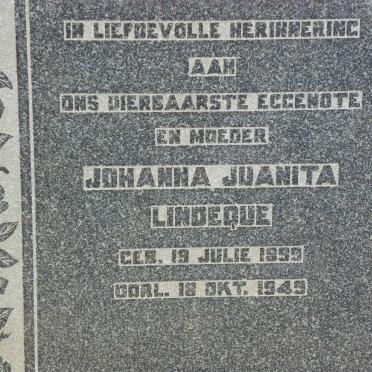 IN LIEFDEVOLLE HERINNERING
AAN
ONS DIERBAARSTE EGGENOTE
EN MOEDER
JOHANNA JUANITA
LINDEQUE
GEB. 19 JULIE 1899
OORL. 18 OKT. 1949